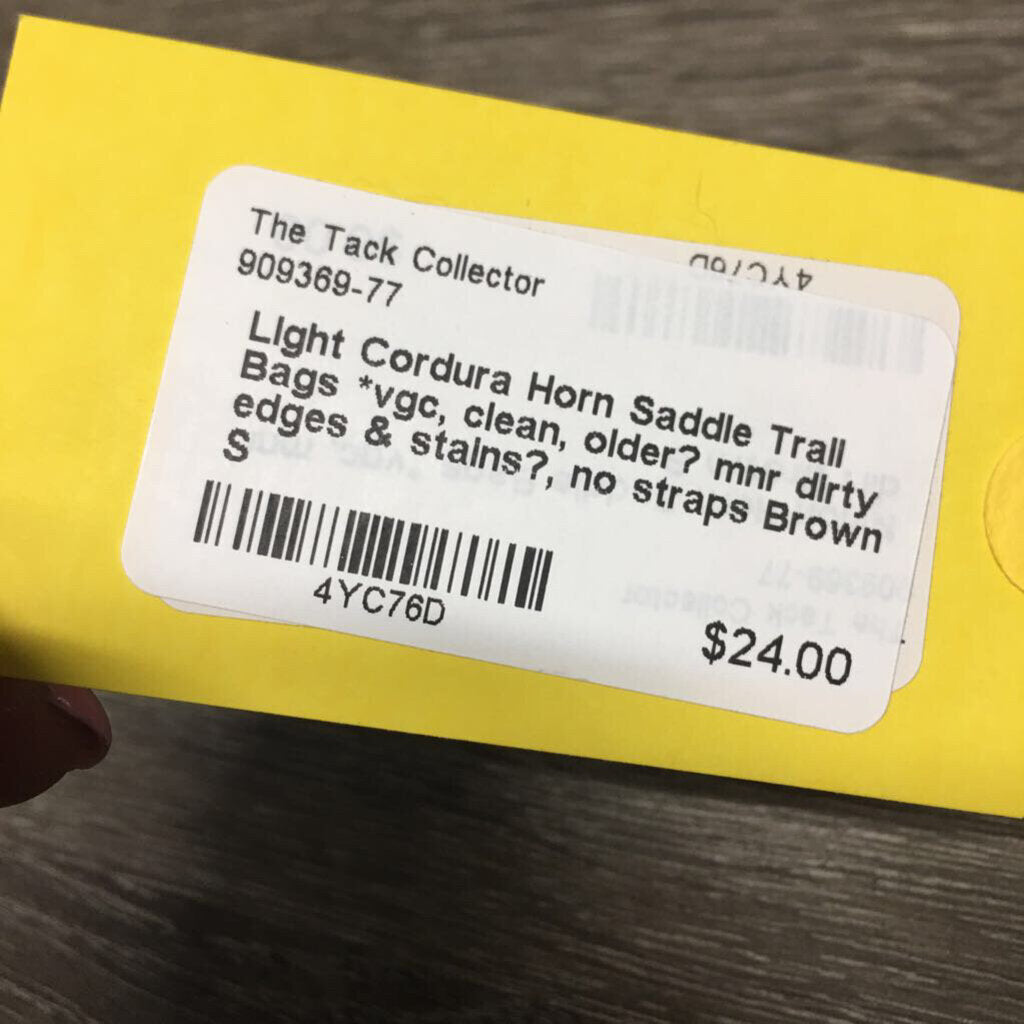 The Tack Collector
909369-77
LIght Cordura Horn Saddle TraIl
Bags *vgc, clean, older? mnr dIrty
edges & staIns?, no straps Brown
S
4YC76D
$24.00
4YC76D